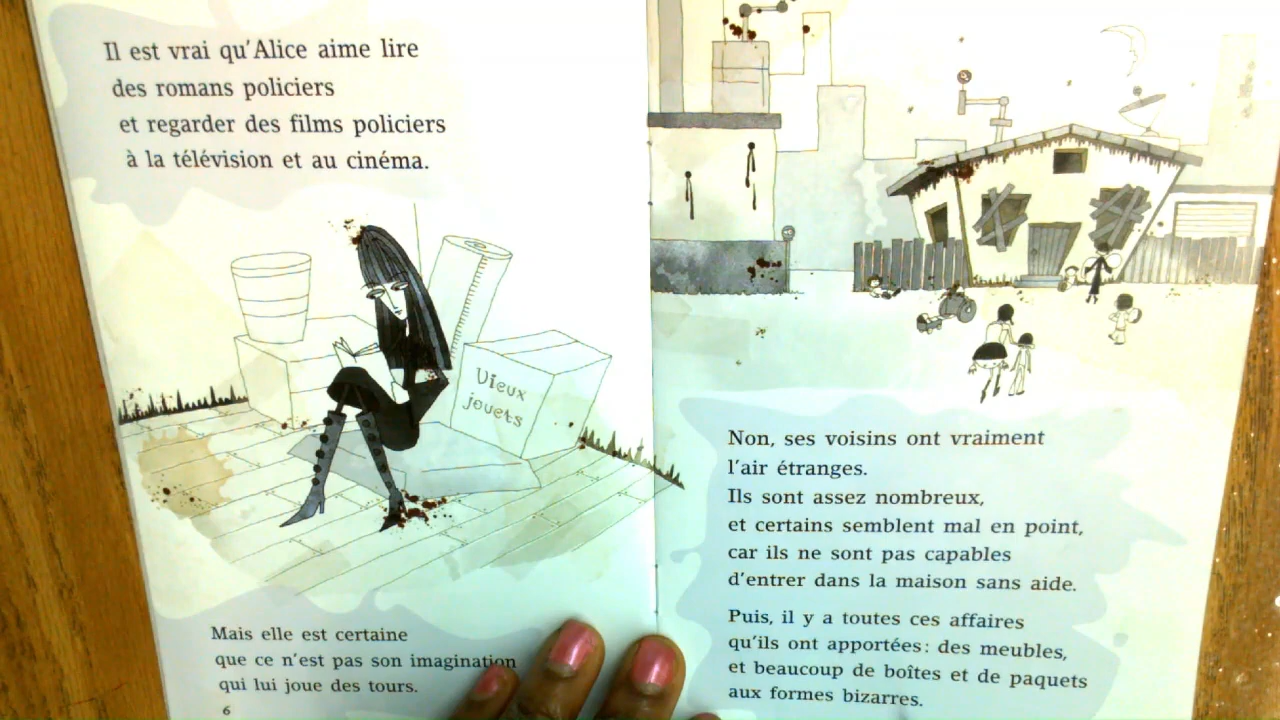 Il est vrai qu'Alice aime lire
des romans policiers
et regarder des films policiers
à la télévision et au cinéma.
Vieux
jouets
Mais elle est certaine
que ce n'est pas son imagination
qui lui joue des tours.
6
Non, ses voisins ont vraiment
l'air étranges.
Ils sont assez nombreux,
et certains semblent mal en point,
car ils ne sont pas capables
d'entrer dans la maison sans aide.
Puis, il y a toutes ces affaires
qu'ils ont apportées : des meubles,
et beaucoup de boîtes et de paquets
aux formes bizarres.